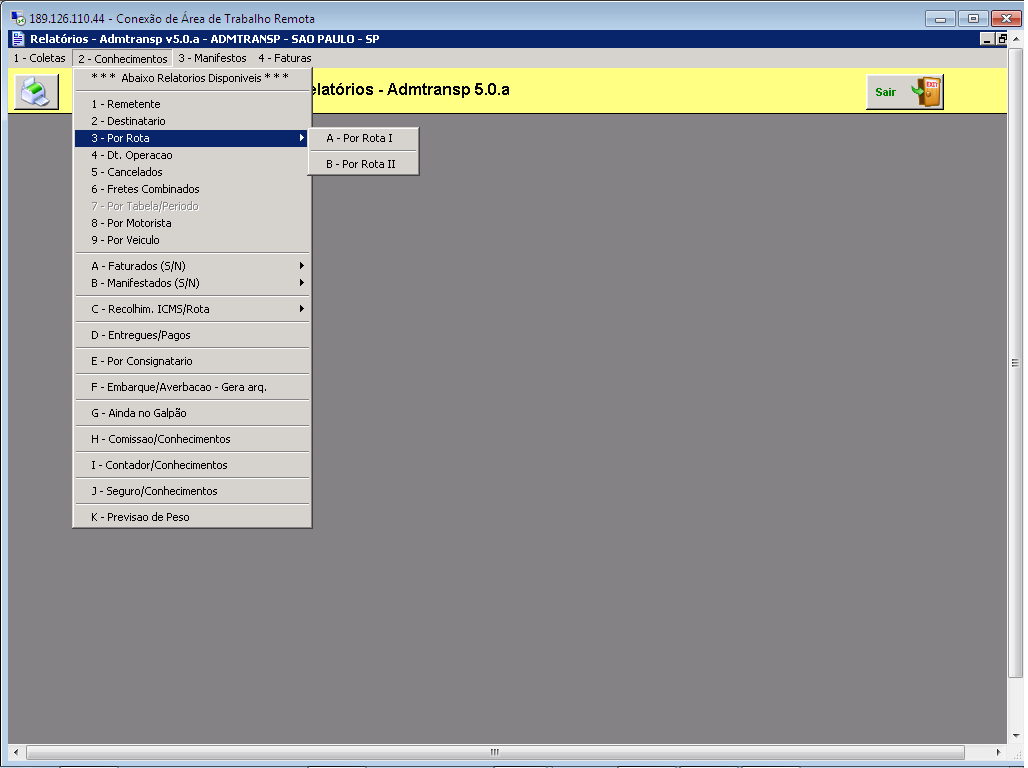 189.126.110.44 - Conexão de Área de Trabalho Remota
Relatórios - Admtransp v5.0.a - ADMTRANSP - SAO PAULO - SP
1 - Coletas 2 - Conhecimentos 3 - Manifestos 4 - Faturas
elatórios - Admtransp 5.0.a
Sair
EXIT
* * * Abaixo Relatorios Disponiveis * * *
1 - Remetente
2 - Destinatario
3 - Por Rota
A - Por Rota I
B - Por Rota II
4 - Dt. Operacao
5 - Cancelados
6 - Fretes Combinados
7 - Por Tabela/Periodo
8 - Por Motorista
9 - Por Veiculo
A - Faturados (S/N)
B - Manifestados (S/N)
C - Recolhim. ICMS/Rota
D - Entregues/Pagos
E - Por Consignatario
F - Embarque/Averbacao - Gera arq.
G - Ainda no Galpão
H - Comissao/Conhecimentos
I - Contador/Conhecimentos
J - Seguro/Conhecimentos
K - Previsao de Peso